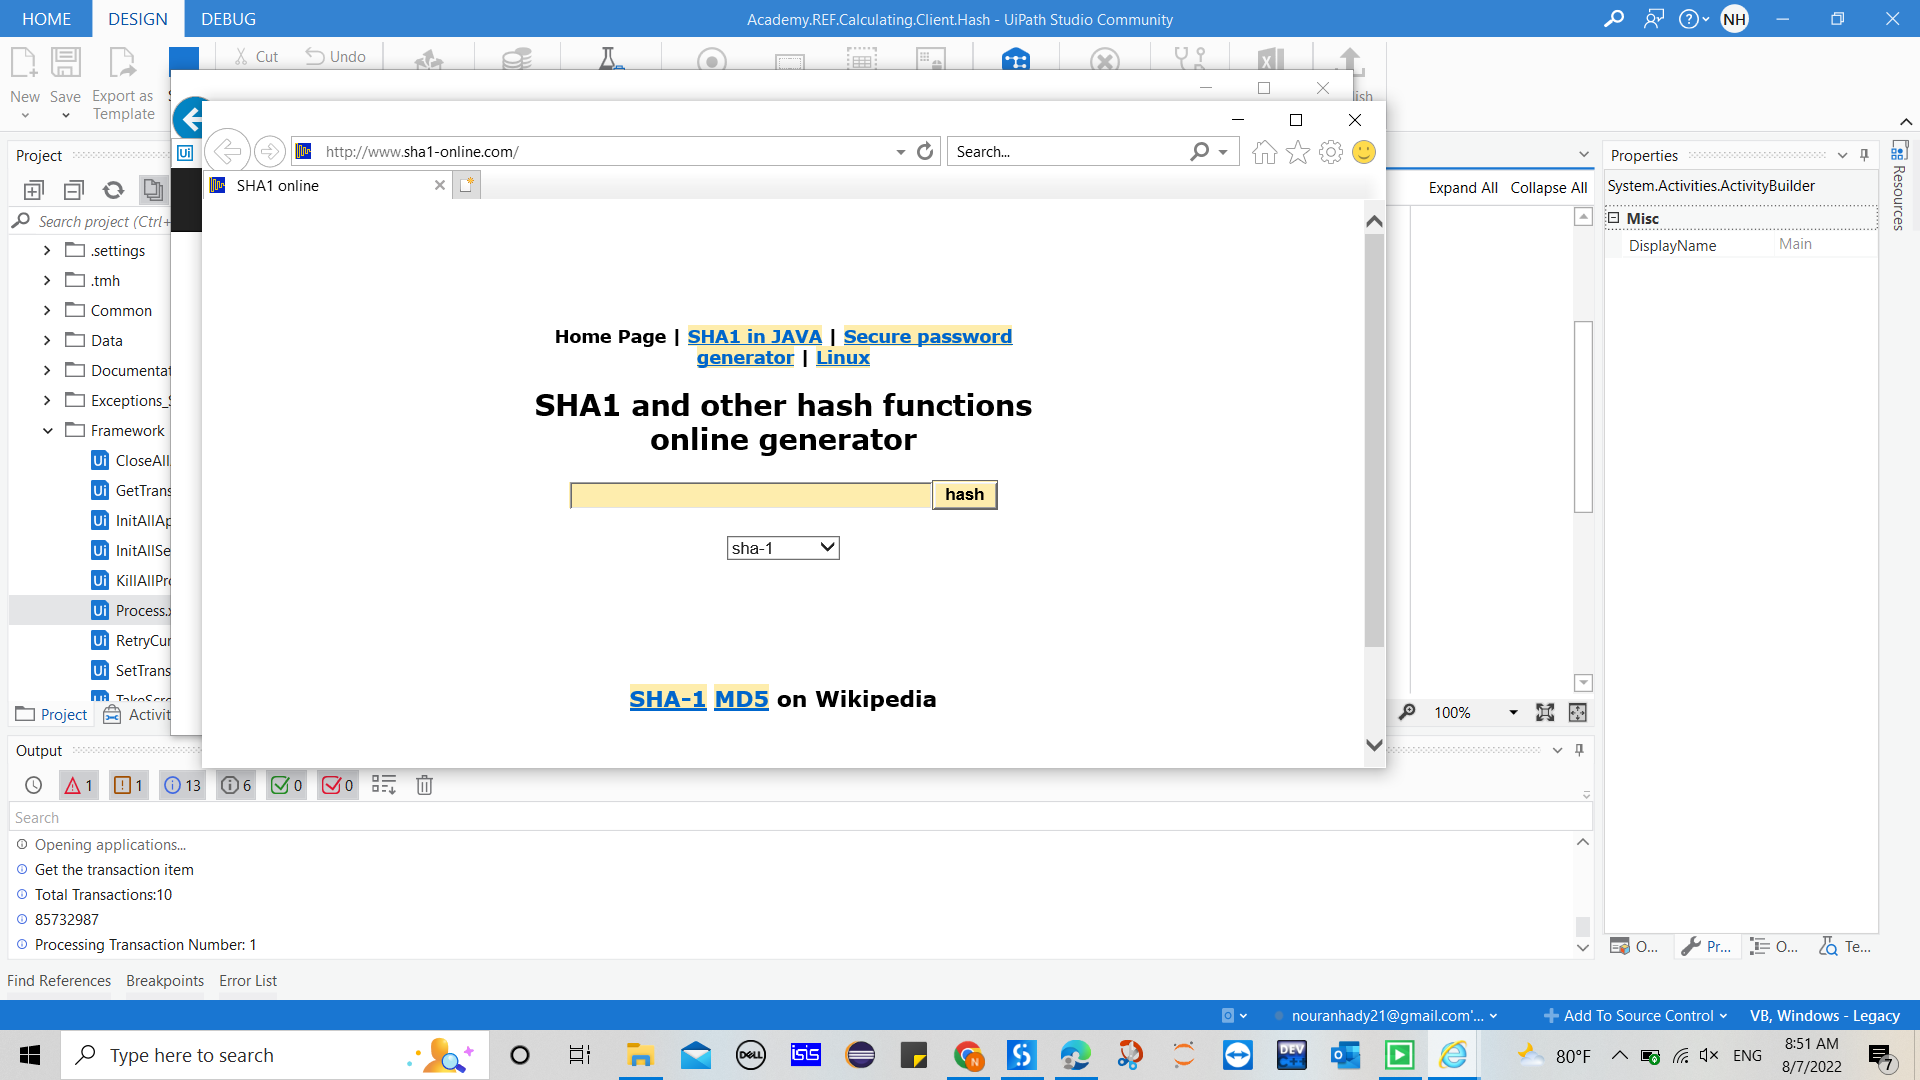 HOME DESIGN DEBUG Academy.REF.Calculating.Client.Hash - UiPath Studio Community NH
Cut Undo
New Save Export as Template
Project
Search project (Ctrl+
.settings
.tmh
Common
Data
Documentat
Exceptions_
Framework
CloseAll
GetTrans
InitAllAp
InitAllSe
KillAllPro
Process.x
RetryCur
SetTrans
Project Activit
http://www.sha1-online.com/ Search...
SHA1 online
Home Page | SHA1 in JAVA | Secure password
generator | Linux
SHA1 and other hash functions
online generator
hash
sha-1
SHA-1 MD5 on Wikipedia
Expand All Collapse All
100%
Properties
System.Activities.ActivityBuilder
Misc
DisplayName Main
Resources
O... Pr... O... Te...
Output
1 1 13 6 0 0
Search
Opening applications...
Get the transaction item
Total Transactions:10
85732987
Processing Transaction Number: 1
Find References Breakpoints Error List
nouranhady21@gmail.com'... Add To Source Control VB, Windows - Legacy
Type here to search
DELL
isis
DEV
C++
80°F ENG 8:51 AM
8/7/2022
7